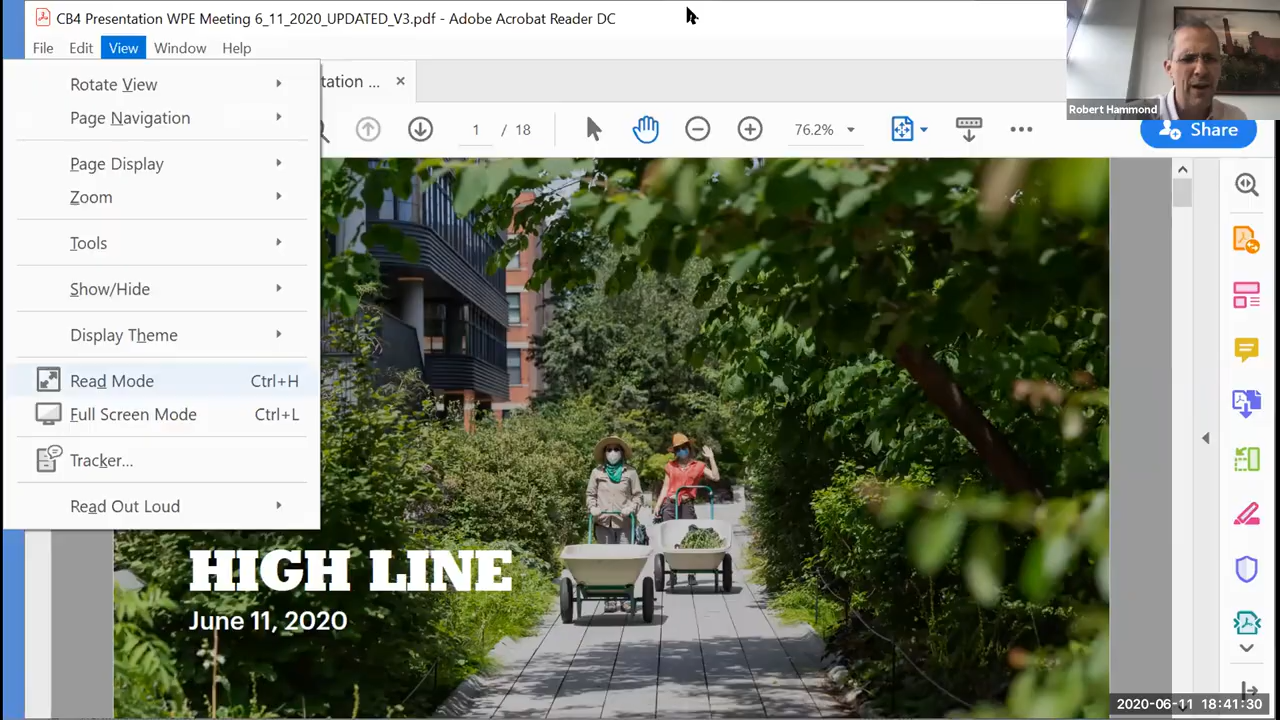 CB4 Presentation WPE Meeting 6_11_2020_UPDATED_V3.pdf - Adobe Acrobat Reader DC
File Edit View Window Help
Robert Hammond
tation ...
1 / 18 76.2% Share
Rotate View
Page Navigation
Page Display
Zoom
Tools
Show/Hide
Display Theme
Read Mode Ctrl+H
Full Screen Mode Ctrl+L
Tracker...
Read Out Loud
HIGH LINE
June 11, 2020
2020-06-11 18:41:30